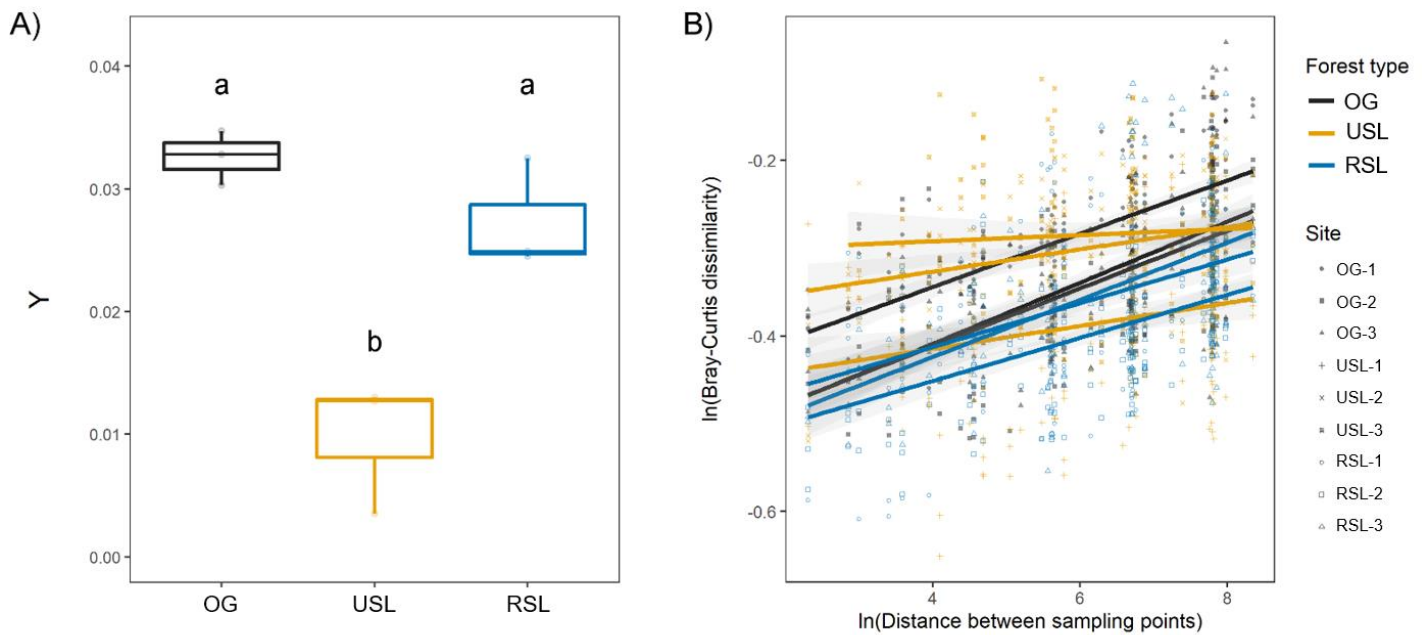 A)
Y
0.04
0.03
0.02
0.01
0.00
a
b
a
OG
USL
RSL
B)
ln(Bray-Curtis dissimilarity)
-0.2
-0.4
-0.6
4
6
8
ln(Distance between sampling points)
Forest type
OG
USL
RSL
Site
OG-1
OG-2
OG-3
USL-1
USL-2
USL-3
RSL-1
RSL-2
RSL-3